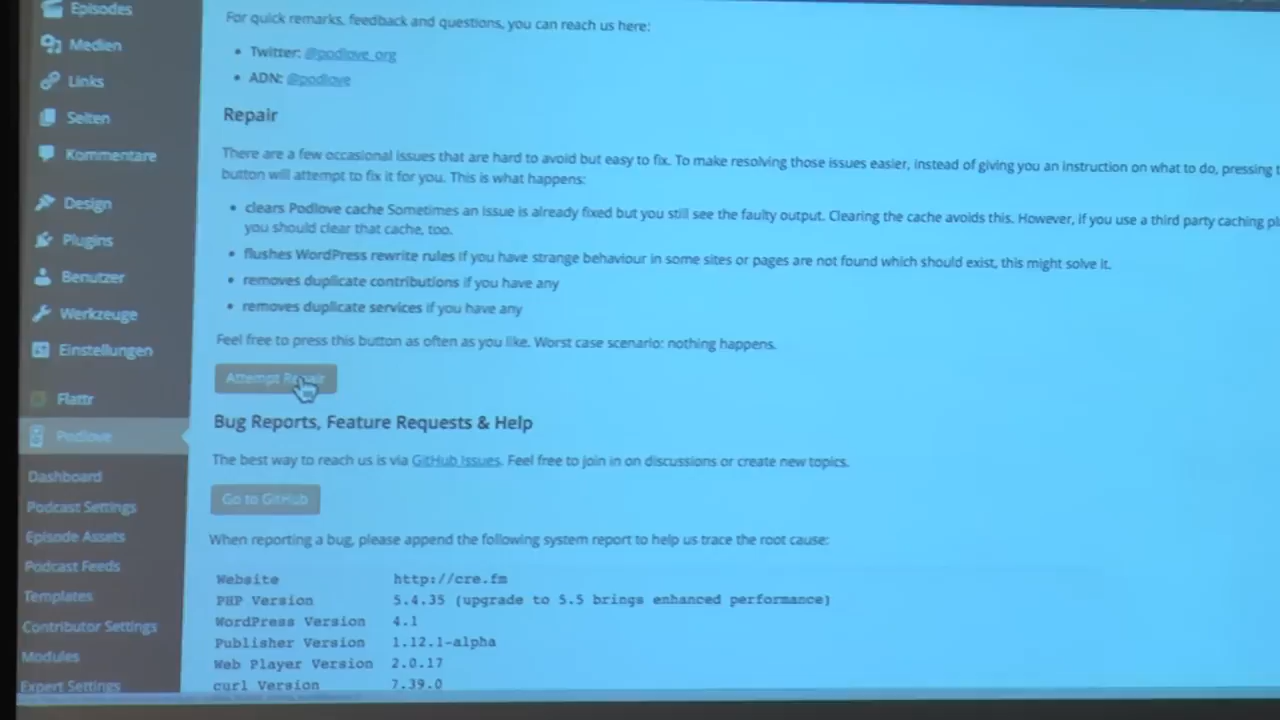 Episodes
Medien
Links
Seiten
Kommentare
Design
Plugins
Benutzer
Werkzeuge
Einstellungen
Flattr
Podlove
Dashboard
Podcast Settings
Episode Assets
Podcast Feeds
Templates
Contributor Settings
Modules
Expert Settings
For quick remarks, feedback and questions, you can reach us here:
Twitter: @podlove_org
ADN: @podlove
Repair
There are a few occasional issues that are hard to avoid but easy to fix. To make resolving those issues easier, instead of giving you an instruction on what to do, pressing
button will attempt to fix it for you. This is what happens:
clears Podlove cache Sometimes an issue is already fixed but you still see the faulty output. Clearing the cache avoids this. However, if you use a third party caching
you should clear that cache, too.
flushes WordPress rewrite rules If you have strange behaviour in some sites or pages are not found which should exist, this might solve it.
removes duplicate contributions if you have any
removes duplicate services if you have any
Feel free to press this button as often as you like. Worst case scenario: nothing happens.
Attempt Repair
Bug Reports, Feature Requests & Help
The best way to reach us is via GitHub Issues. Feel free to join in on discussions or create new topics.
Go to GitHub
When reporting a bug, please append the following system report to help us trace the root cause:
Website http://cre.fm
PHP Version 5.4.35 (upgrade to 5.5 brings enhanced performance)
WordPress Version 4.1
Publisher Version 1.12.1-alpha
Web Player Version 2.0.17
curl Version 7.39.0